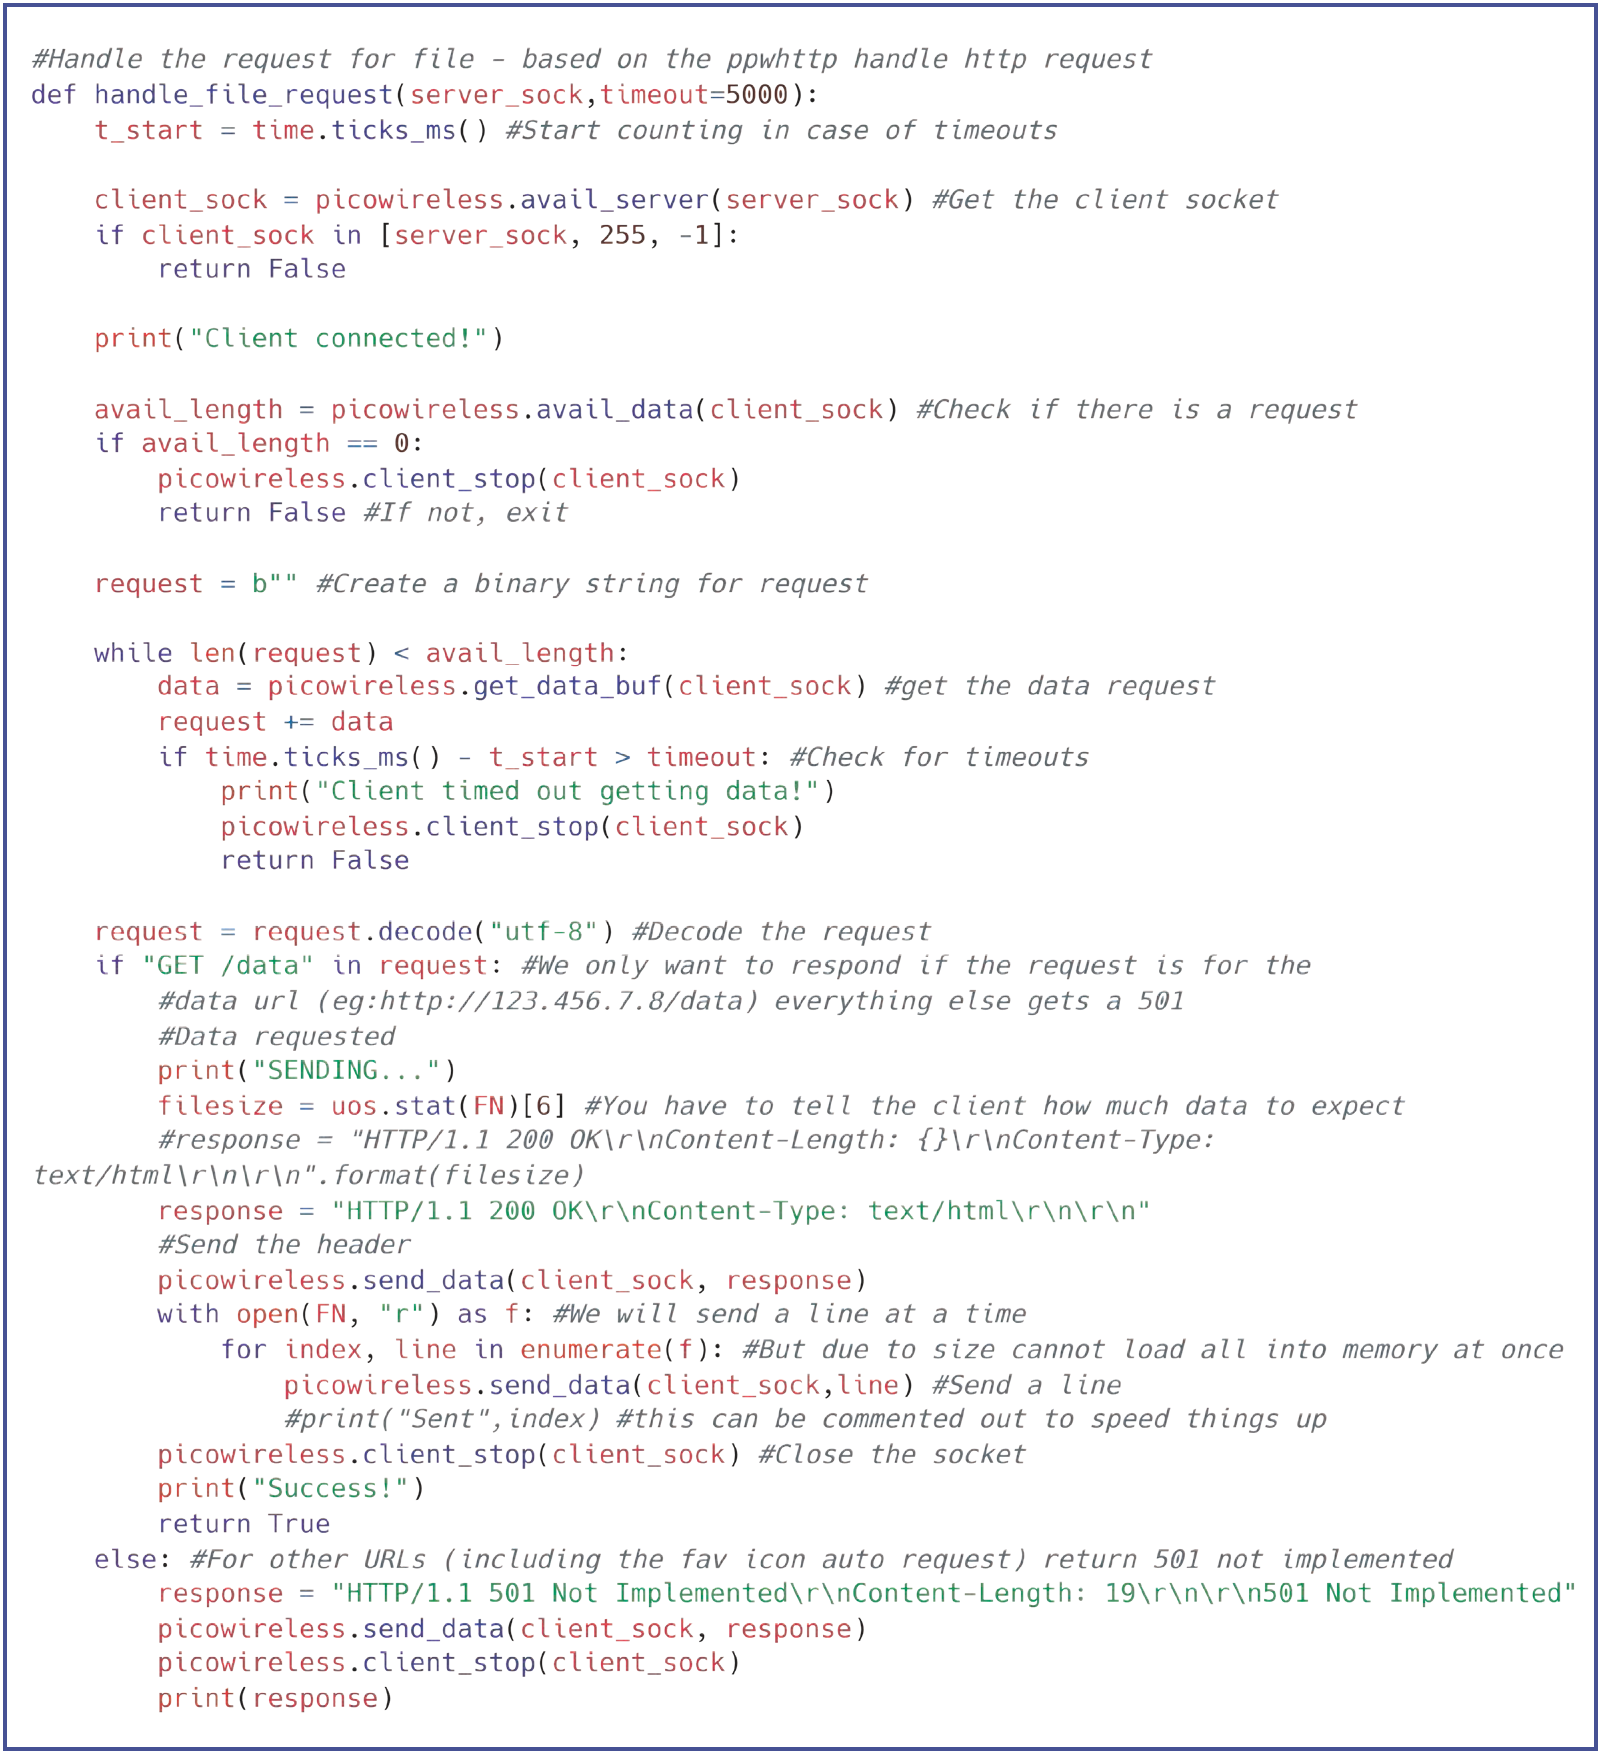 #Handle the request for file – based on the ppwhttp handle http request
def handle_file_request(server_sock,timeout=5000):
    t_start = time.ticks_ms() #Start counting in case of timeouts

    client_sock = picowireless.avail_server(server_sock) #Get the client socket
    if client_sock in [server_sock, 255, -1]:
        return False

    print("Client connected!")

    avail_length = picowireless.avail_data(client_sock) #Check if there is a request
    if avail_length == 0:
        picowireless.client_stop(client_sock)
        return False #If not, exit

    request = b"" #Create a binary string for request

    while len(request) < avail_length:
        data = picowireless.get_data_buf(client_sock) #get the data request
        request += data
        if time.ticks_ms() - t_start > timeout: #Check for timeouts
            print("Client timed out getting data!")
            picowireless.client_stop(client_sock)
            return False

    request = request.decode("utf-8") #Decode the request
    if "GET /data" in request: #We only want to respond if the request is for the
        #data url (eg:http://123.456.7.8/data) everything else gets a 501
        #Data requested
        print("SENDING...")
        filesize = uos.stat(FN)[6] #You have to tell the client how much data to expect
        #response = "HTTP/1.1 200 OK\r\nContent-Length: {}\r\nContent-Type:
text/html\r\n\r\n".format(filesize)
        response = "HTTP/1.1 200 OK\r\nContent-Type: text/html\r\n\r\n"
        #Send the header
        picowireless.send_data(client_sock, response)
        with open(FN, "r") as f: #We will send a line at a time
            for index, line in enumerate(f): #But due to size cannot load all into memory at once
                picowireless.send_data(client_sock,line) #Send a line
                #print("Sent",index) #this can be commented out to speed things up
        picowireless.client_stop(client_sock) #Close the socket
        print("Success!")
        return True
    else: #For other URLs (including the fav icon auto request) return 501 not implemented
        response = "HTTP/1.1 501 Not Implemented\r\nContent-Length: 19\r\n\r\n501 Not Implemented"
        picowireless.send_data(client_sock, response)
        picowireless.client_stop(client_sock)
        print(response)